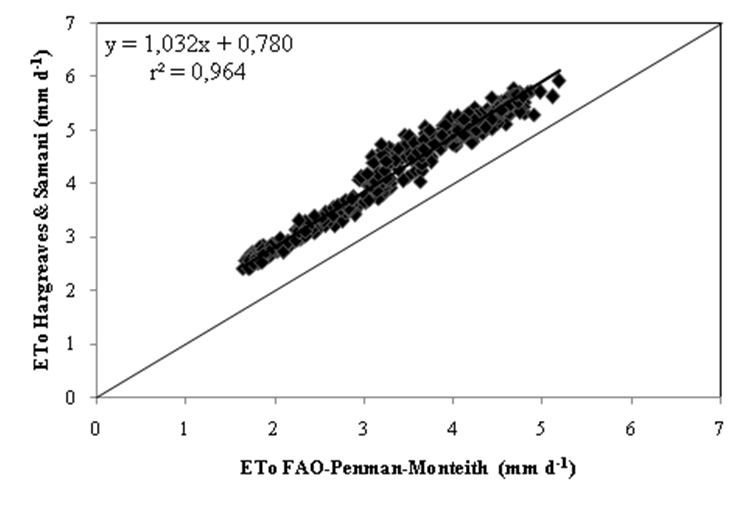 y = 1,032x + 0,780
r² = 0,964
ETo Hargreaves & Samani (mm d⁻¹)
7
6
5
4
3
2
1
0
0 1 2 3 4 5 6 7
ETo FAO-Penman-Monteith (mm d⁻¹)